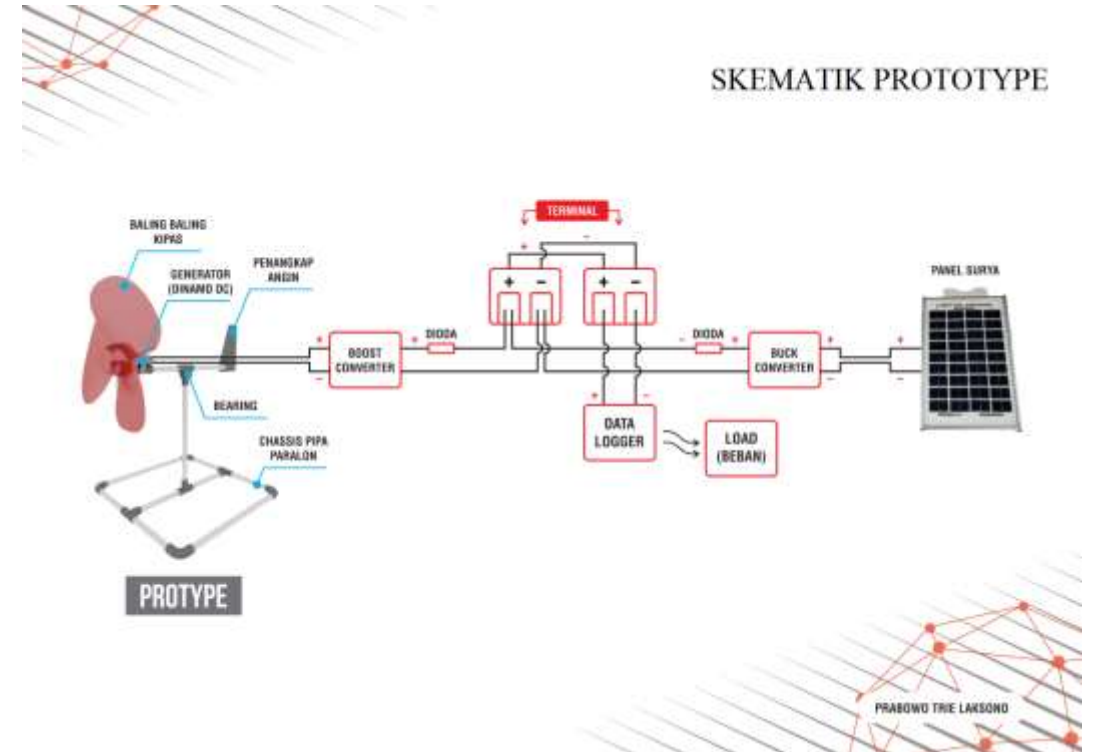 SKEMATIK PROTOTYPE
TERMINAL
BALING BALING
KIPAS
GENERATOR
(DINAMO DC)
PENANGKAP
ANGIN
PANEL SURYA
+
-
+ -
+ -
+
-
BOOST
CONVERTER
+
DIODA
-
DIODA
+
BUCK
CONVERTER
+
-
+
-
BEARING
CHASSIS PIPA
PARALON
+
-
DATA
LOGGER
LOAD
(BEBAN)
PROTYPE
PRABOWO TRIE LAKSONO